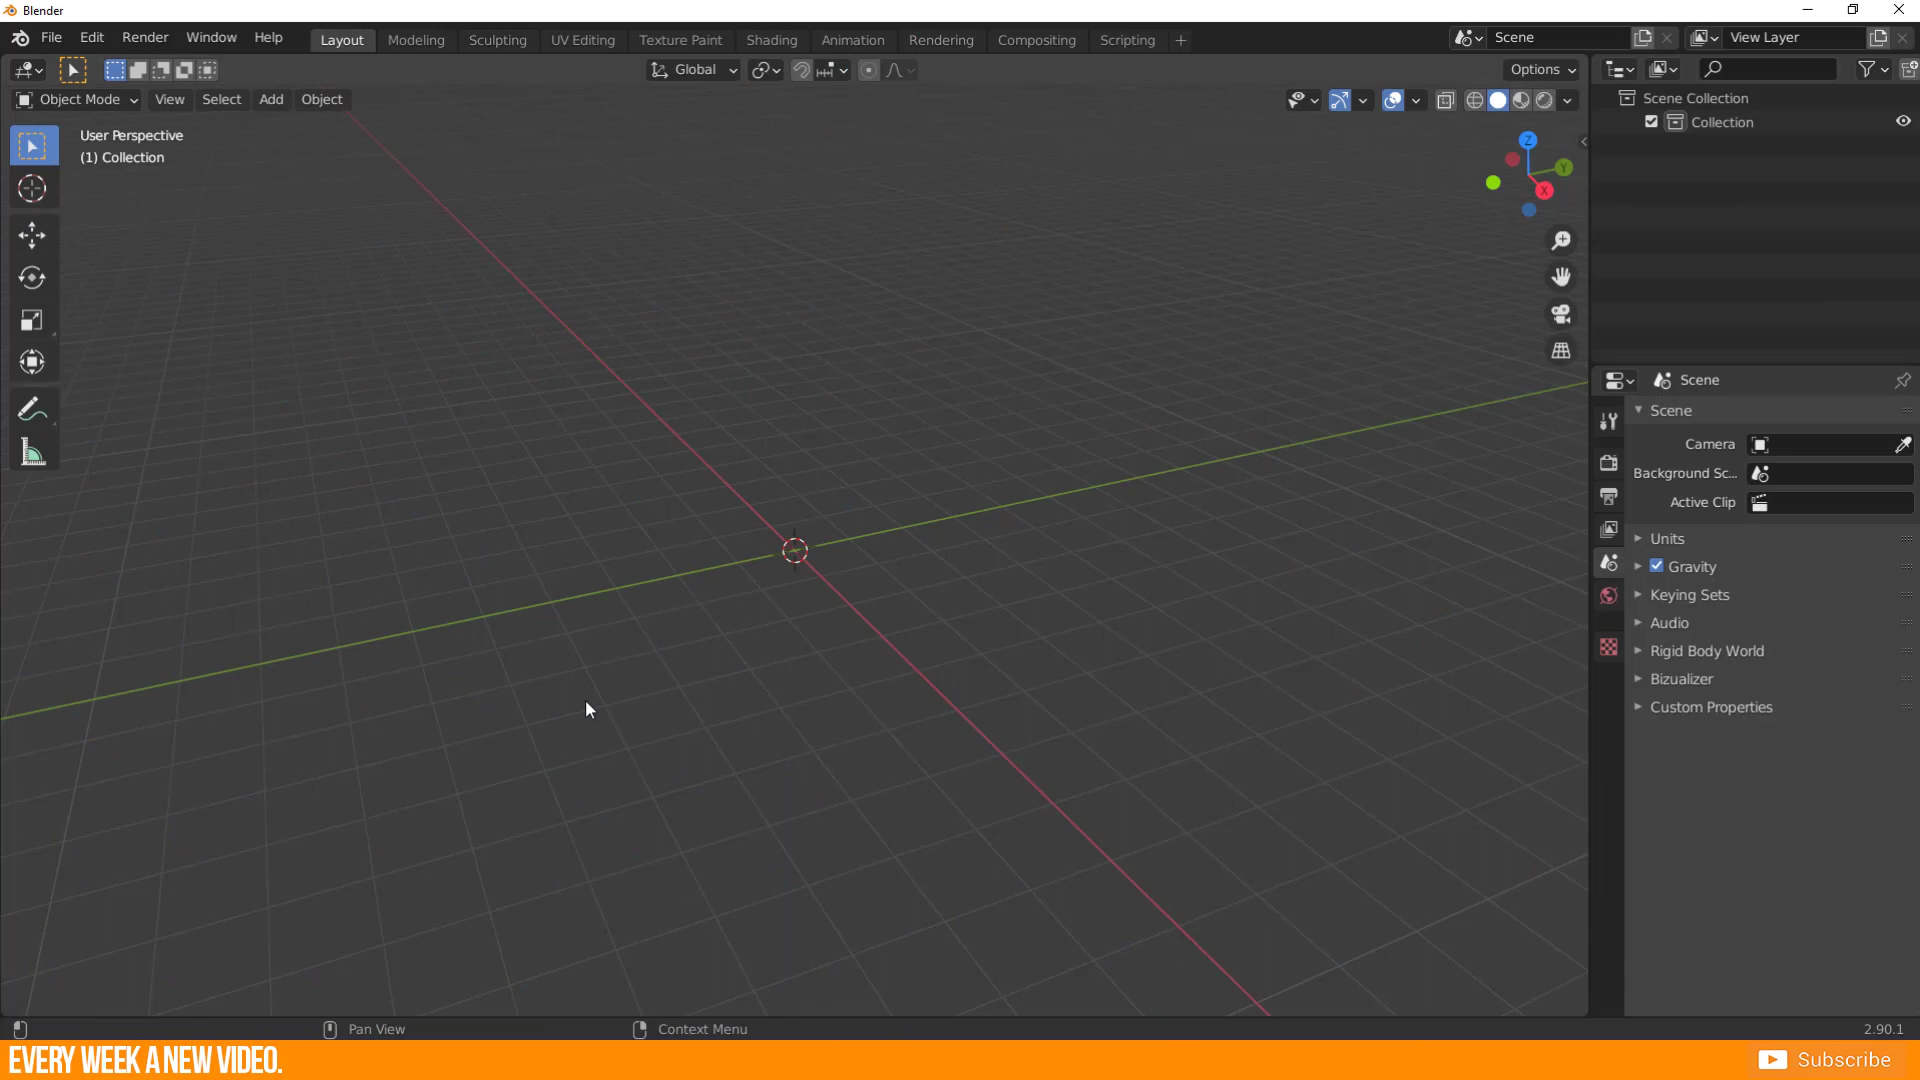 Blender
File Edit Render Window Help Layout Modeling Sculpting UV Editing Texture Paint Shading Animation Rendering Compositing Scripting +
Scene
View Layer
Global
Options
Object Mode View Select Add Object
User Perspective
(1) Collection
Z
Y
X
Scene Collection
Collection
Scene
Scene
Camera
Background Sc...
Active Clip
Units
Gravity
Keying Sets
Audio
Rigid Body World
Bizualizer
Custom Properties
Pan View
Context Menu
2.90.1
EVERY WEEK A NEW VIDEO.
Subscribe